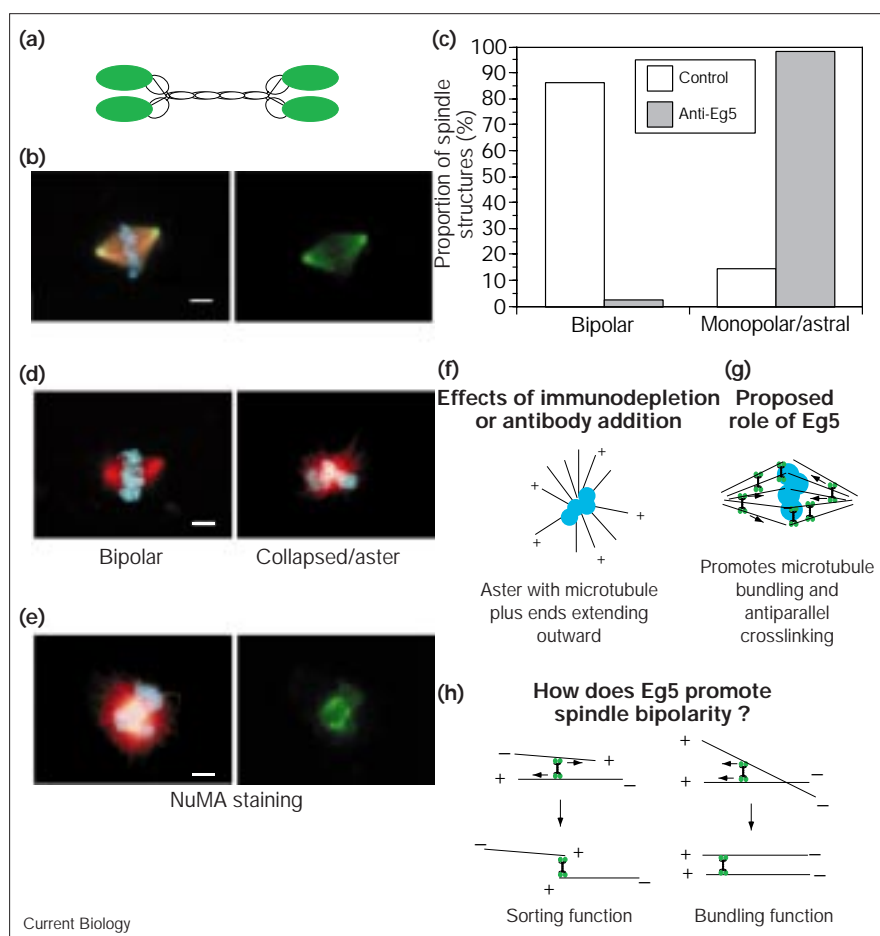 (a)
(b)
(c)
100
90
80
70
60
50
40
30
20
10
0
Proportion of spindle
structures (%)
Control
Anti-Eg5
Bipolar
Monopolar/astral
(d)
Bipolar
Collapsed/aster
(e)
NuMA staining
(f)
Effects of immunodepletion
or antibody addition
+
+
+
+
+
Aster with microtubule
plus ends extending
outward
(g)
Proposed
role of Eg5
Promotes microtubule
bundling and
antiparallel
crosslinking
(h)
How does Eg5 promote
spindle bipolarity ?
− +
+ −
− +
+ −
Sorting function
+
+ −
−
+ −
+ −
Bundling function
Current Biology